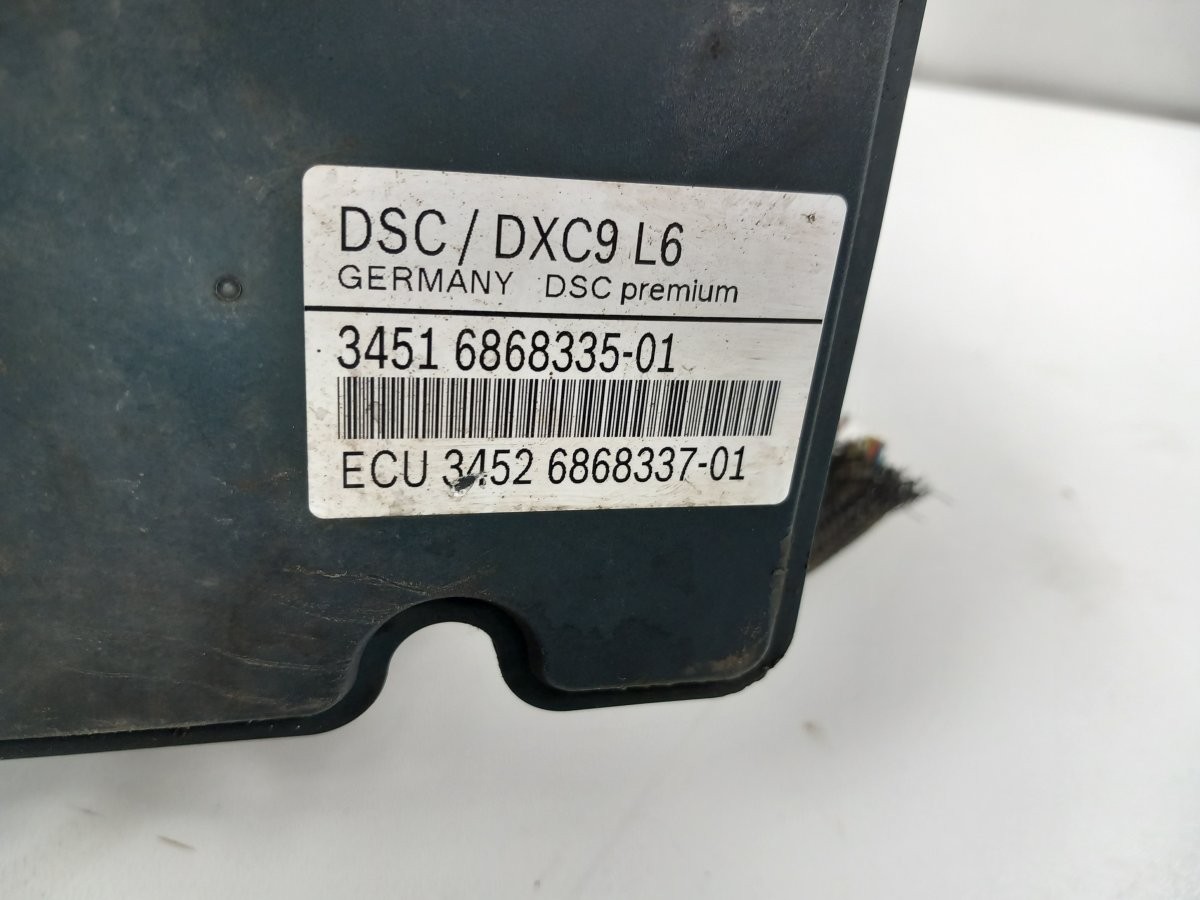 DSC / DXC9 L6
GERMANY DSC premium
3451 6868335-01
ECU 3452 6868337-01